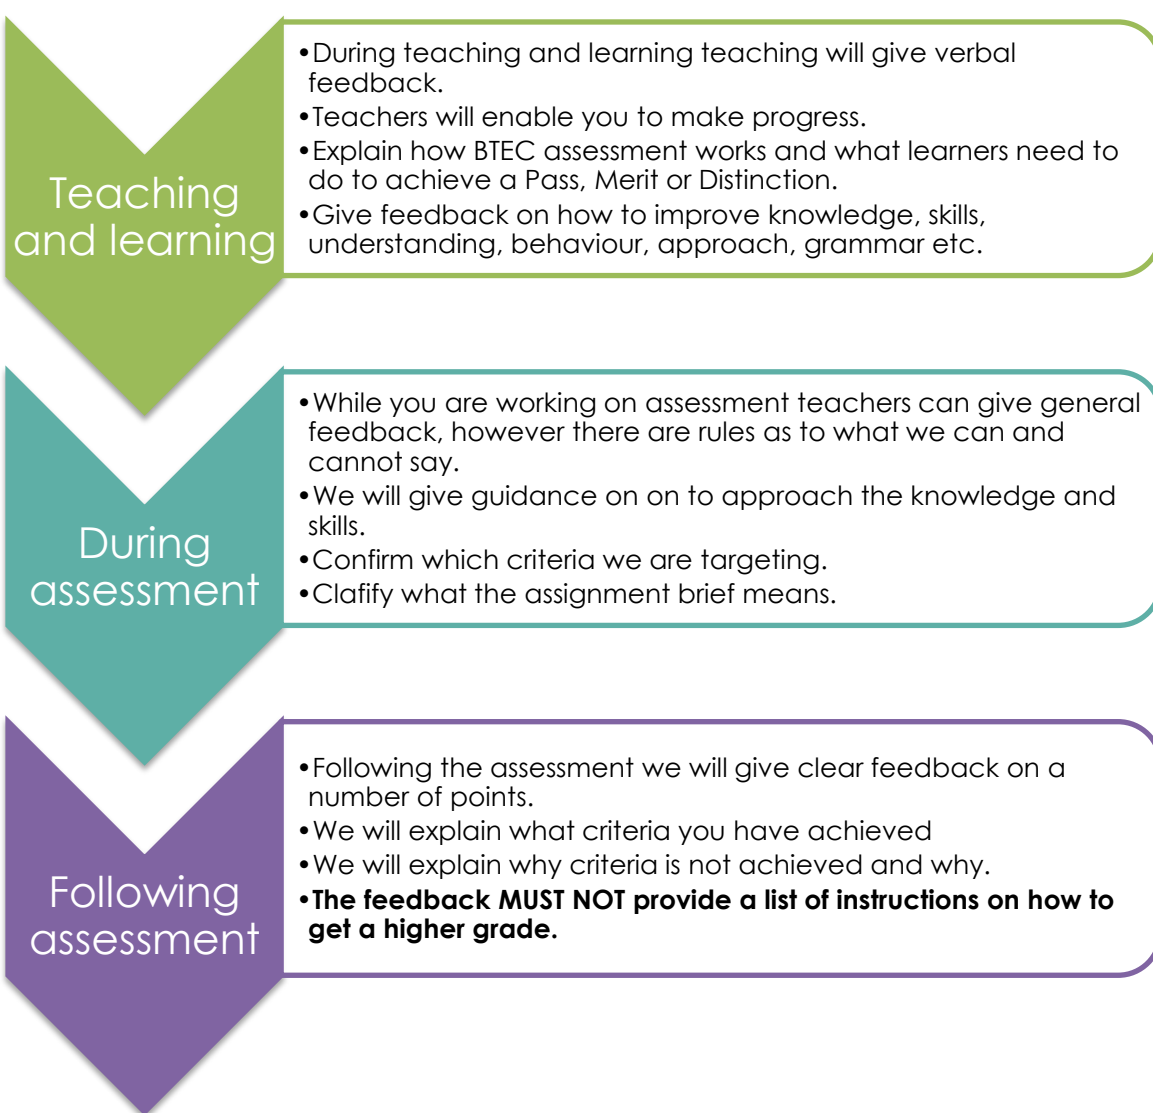 Teaching
and learning
•During teaching and learning teaching will give verbal
feedback.
•Teachers will enable you to make progress.
•Explain how BTEC assessment works and what learners need to
do to achieve a Pass, Merit or Distinction.
•Give feedback on how to improve knowledge, skills,
understanding, behaviour, approach, grammar etc.
During
assessment
•While you are working on assessment teachers can give general
feedback, however there are rules as to what we can and
cannot say.
•We will give guidance on on to approach the knowledge and
skills.
•Confirm which criteria we are targeting.
•Clafify what the assignment brief means.
Following
assessment
•Following the assessment we will give clear feedback on a
number of points.
•We will explain what criteria you have achieved
•We will explain why criteria is not achieved and why.
•The feedback MUST NOT provide a list of instructions on how to
get a higher grade.